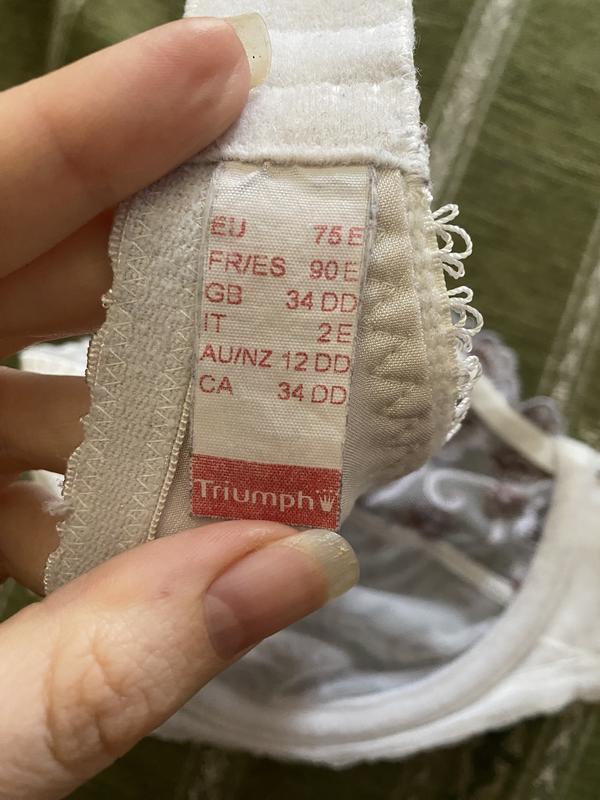 EU 75 E
FR/ES 90 E
GB 34 DD
IT 2 E
AU/NZ 12 DD
CA 34 DD
Triumph